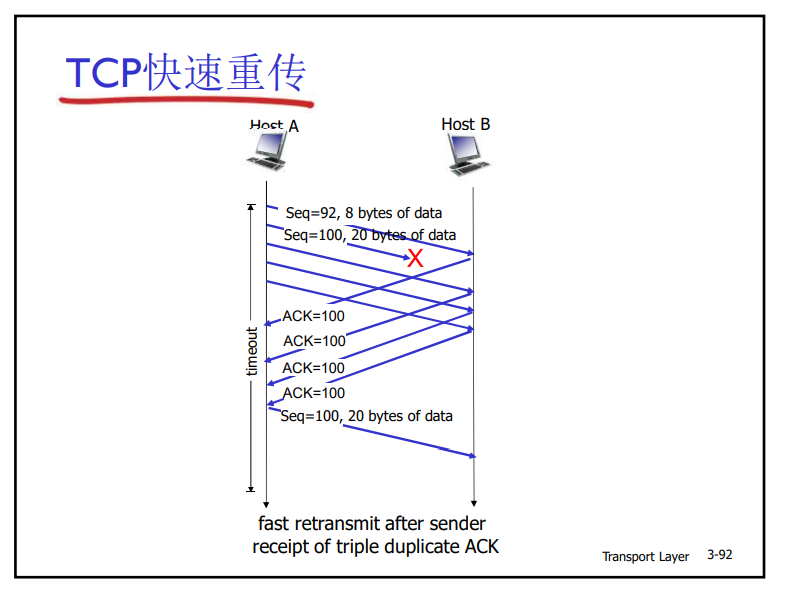 TCP快速重传
Host A
Host B
Seq=92, 8 bytes of data
Seq=100, 20 bytes of data
X
ACK=100
ACK=100
ACK=100
ACK=100
timeout
Seq=100, 20 bytes of data
fast retransmit after sender
receipt of triple duplicate ACK
Transport Layer 3-92